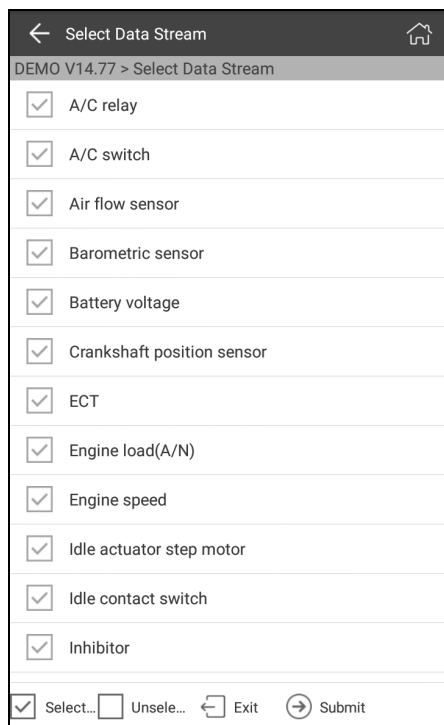 Select Data Stream
DEMO V14.77 > Select Data Stream
A/C relay
A/C switch
Air flow sensor
Barometric sensor
Battery voltage
Crankshaft position sensor
ECT
Engine load(A/N)
Engine speed
Idle actuator step motor
Idle contact switch
Inhibitor
Select... Unsele... Exit Submit